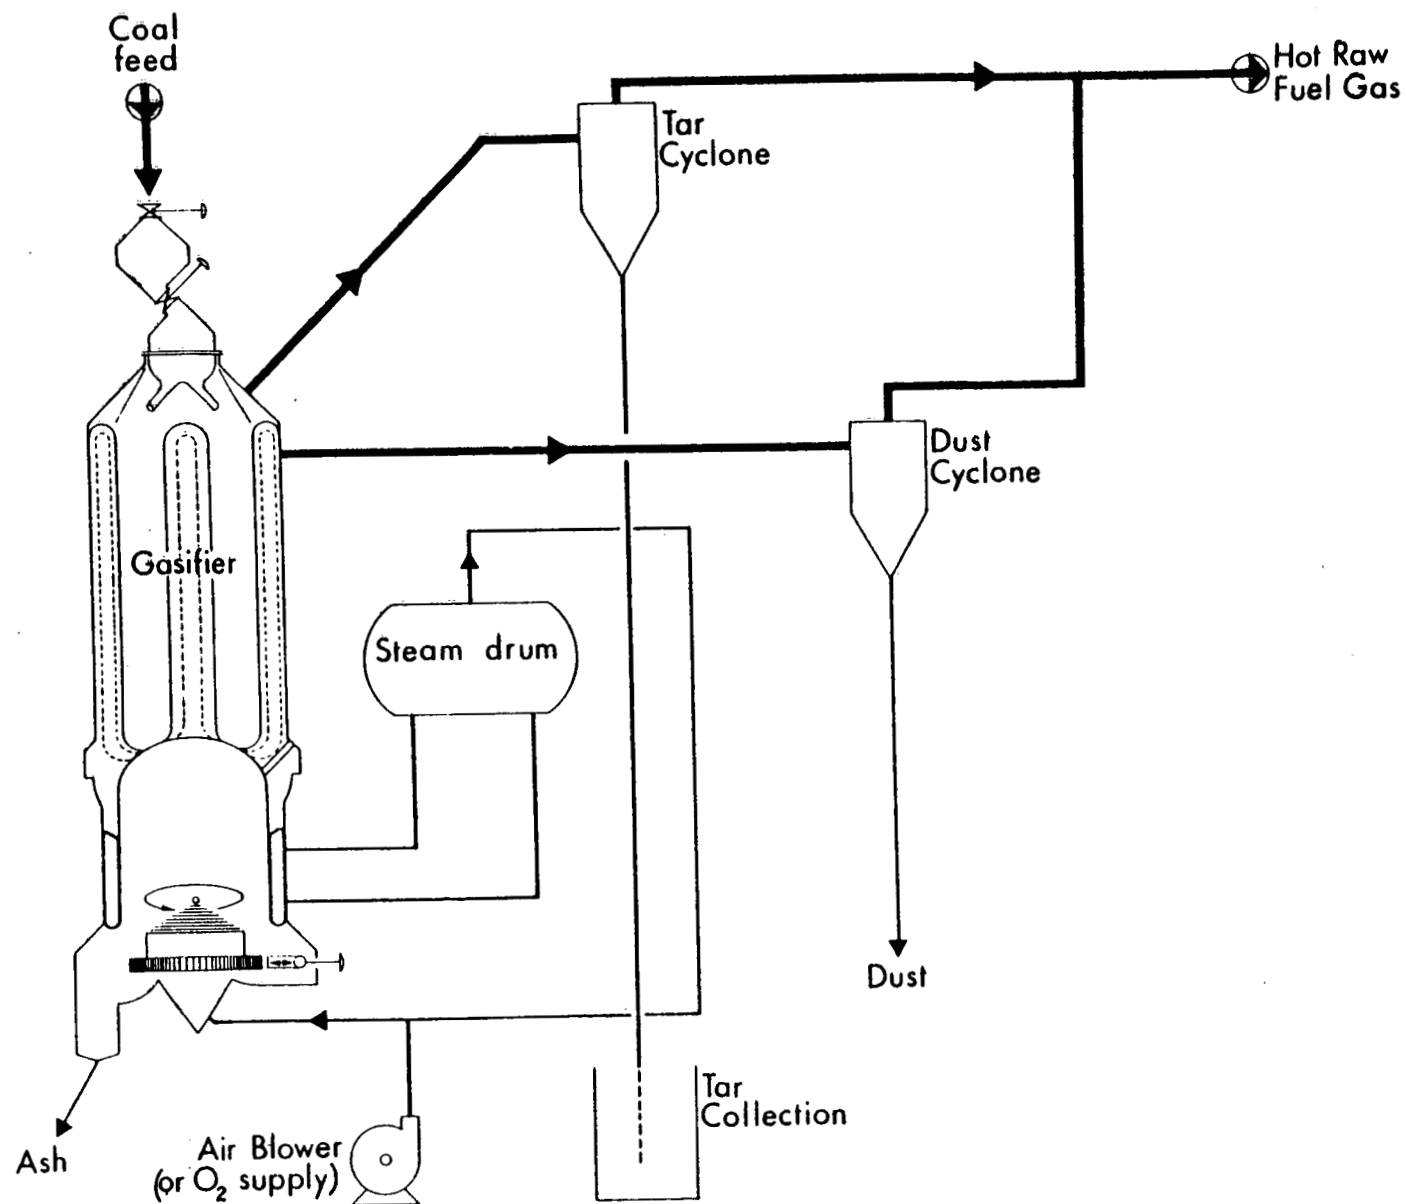 Coal
feed
Hot Raw
Fuel Gas
Tar
Cyclone
Dust
Cyclone
Gasifier
Steam drum
Dust
Tar
Collection
Air Blower
(or O₂ supply)
Ash